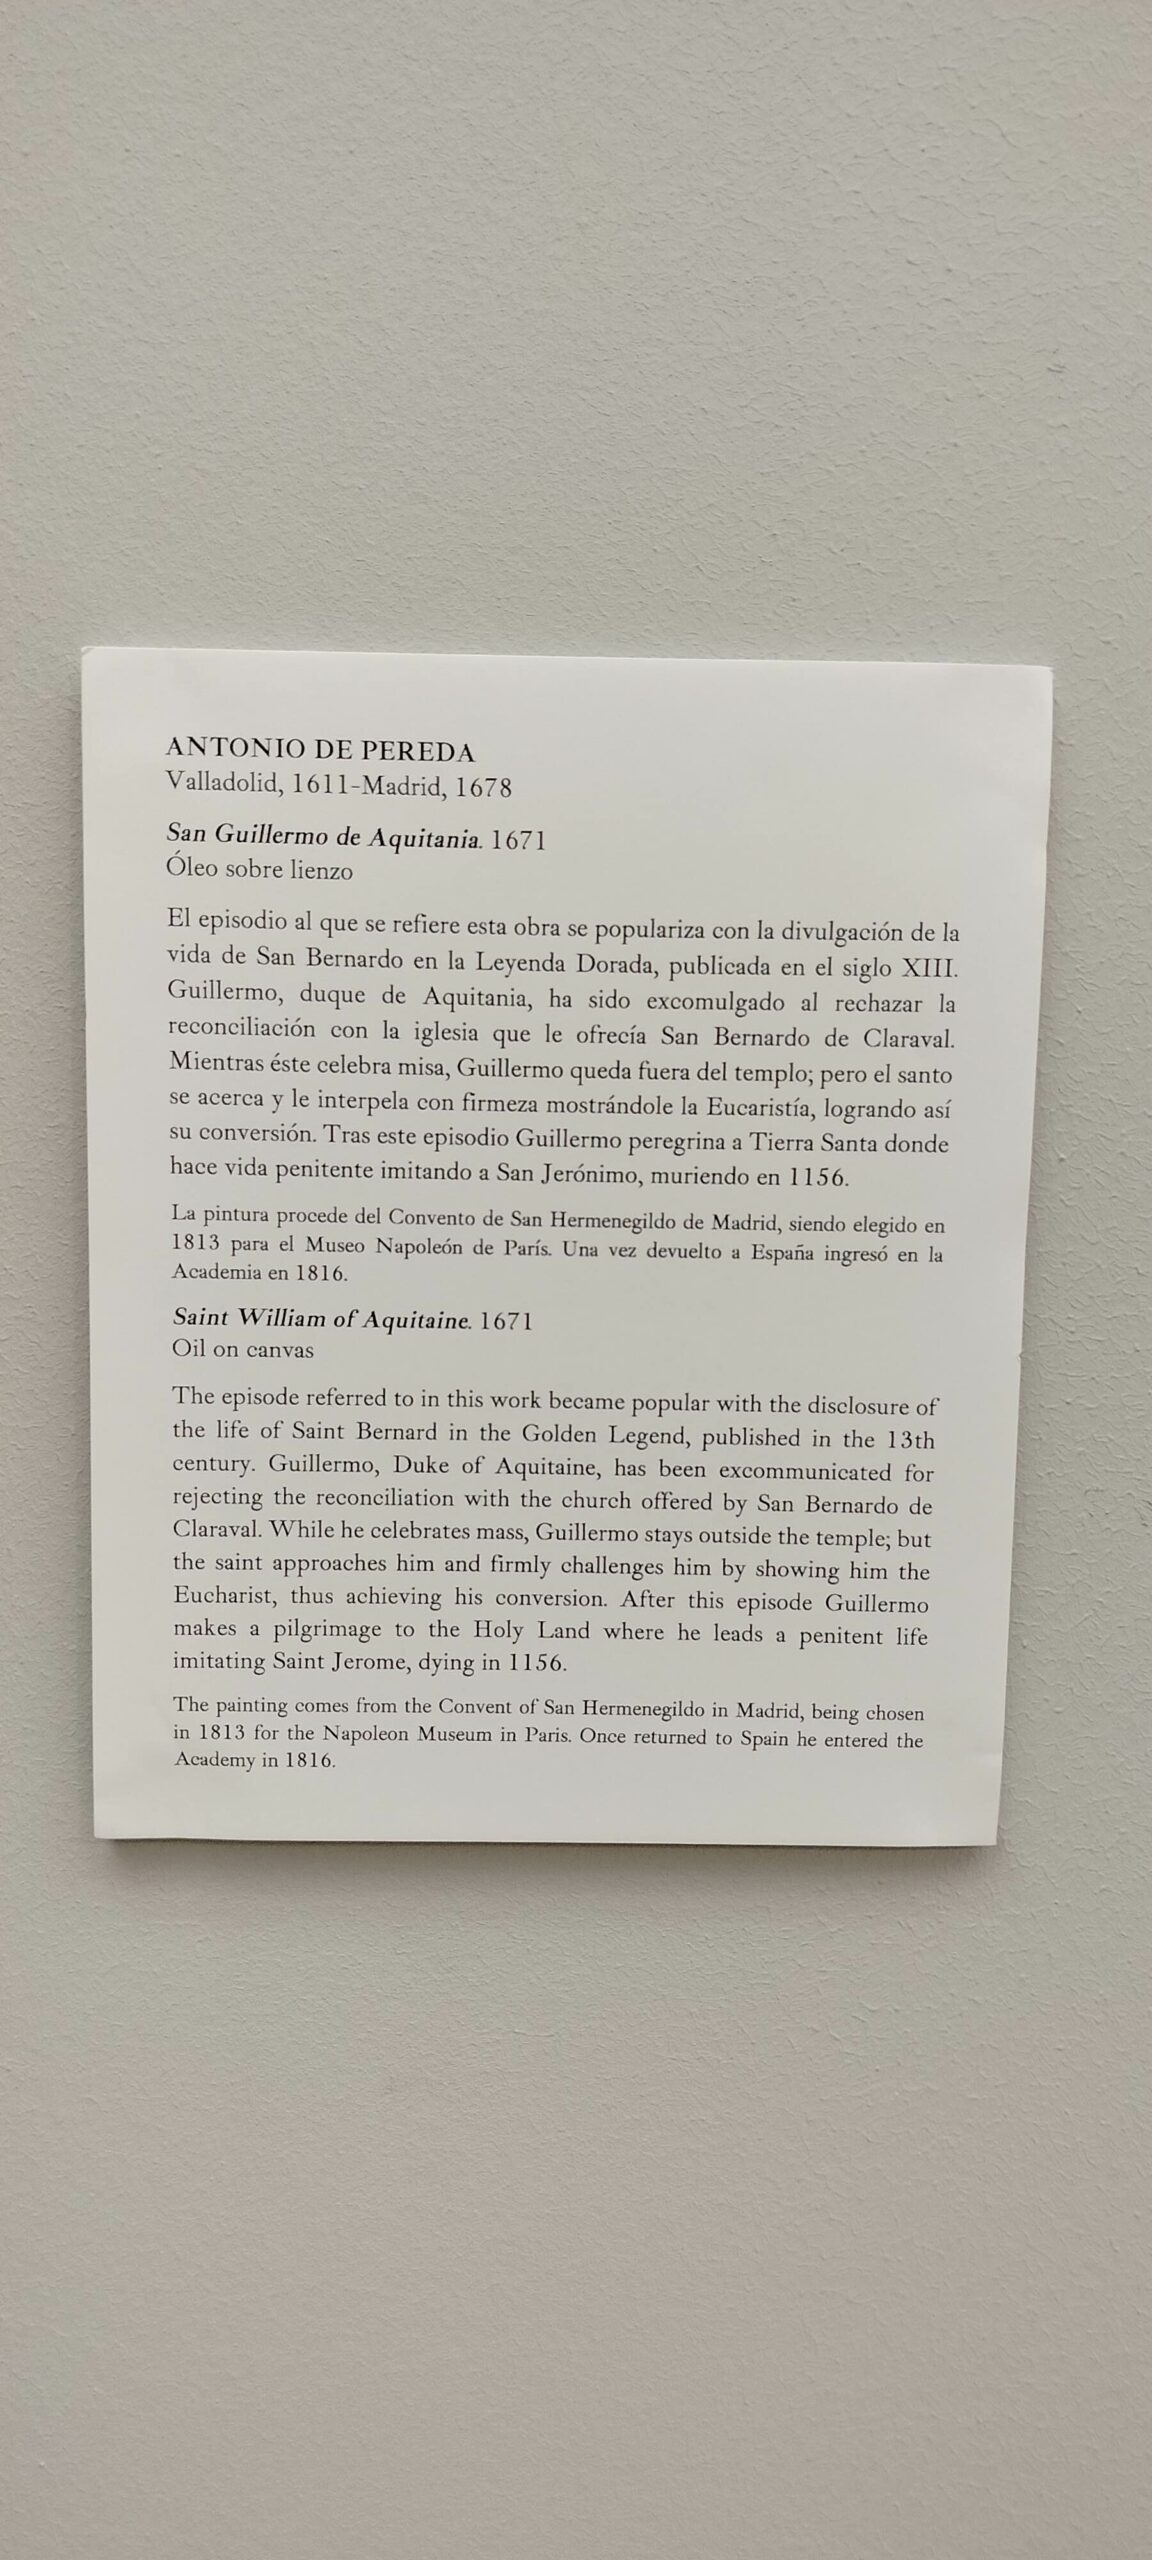 ANTONIO DE PEREDA
Valladolid, 1611-Madrid, 1678
San Guillermo de Aquitania. 1671
Óleo sobre lienzo
El episodio al que se refiere esta obra se populariza con la divulgación de la
vida de San Bernardo en la Leyenda Dorada, publicada en el siglo XIII.
Guillermo, duque de Aquitania, ha sido excomulgado al rechazar la
reconciliación con la iglesia que le ofrecía San Bernardo de Claraval.
Mientras éste celebra misa, Guillermo queda fuera del templo; pero el santo
se acerca y le interpela con firmeza mostrándole la Eucaristía, logrando así
su conversión. Tras este episodio Guillermo peregrina a Tierra Santa donde
hace vida penitente imitando a San Jerónimo, muriendo en 1156.
La pintura procede del Convento de San Hermenegildo de Madrid, siendo elegido en
1813 para el Museo Napoleón de París. Una vez devuelto a España ingresó en la
Academia en 1816.
Saint William of Aquitaine. 1671
Oil on canvas
The episode referred to in this work became popular with the disclosure of
the life of Saint Bernard in the Golden Legend, published in the 13th
century. Guillermo, Duke of Aquitaine, has been excommunicated for
rejecting the reconciliation with the church offered by San Bernardo de
Claraval. While he celebrates mass, Guillermo stays outside the temple; but
the saint approaches him and firmly challenges him by showing him the
Eucharist, thus achieving his conversion. After this episode Guillermo
makes a pilgrimage to the Holy Land where he leads a penitent life
imitating Saint Jerome, dying in 1156.
The painting comes from the Convent of San Hermenegildo in Madrid, being chosen
in 1813 for the Napoleon Museum in Paris. Once returned to Spain he entered the
Academy in 1816.